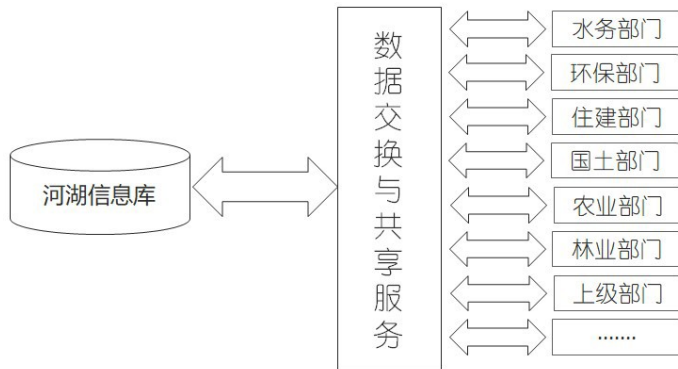 河湖信息库
数据交换与共享服务
水务部门
环保部门
住建部门
国土部门
农业部门
林业部门
上级部门
.......